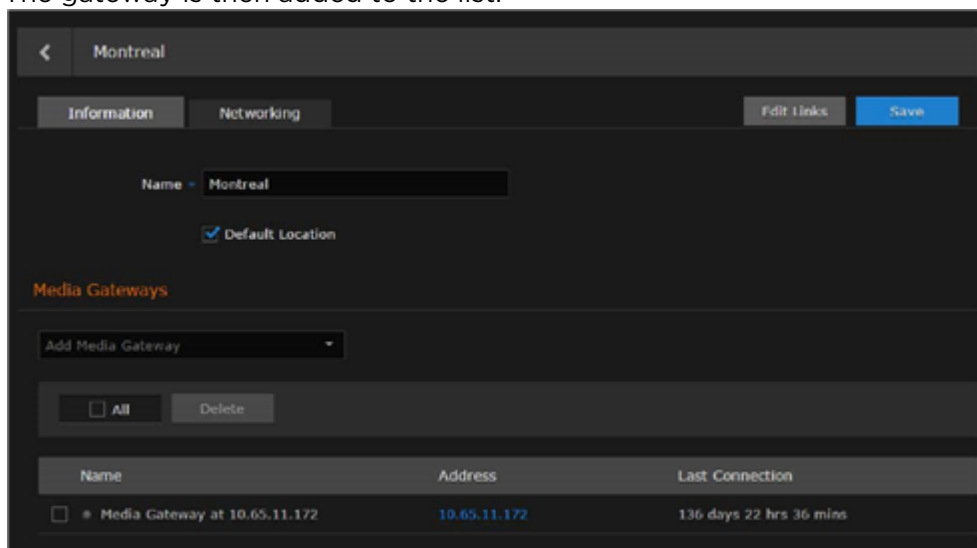 The gateway is then added to the list.
Montreal
Information Networking Edit Links Save
Name Montreal
Default Location
Media Gateways
Add Media Gateway
All Delete
Name Address Last Connection
Media Gateway at 10.65.11.172 10.65.11.172 136 days 22 hrs 36 mins